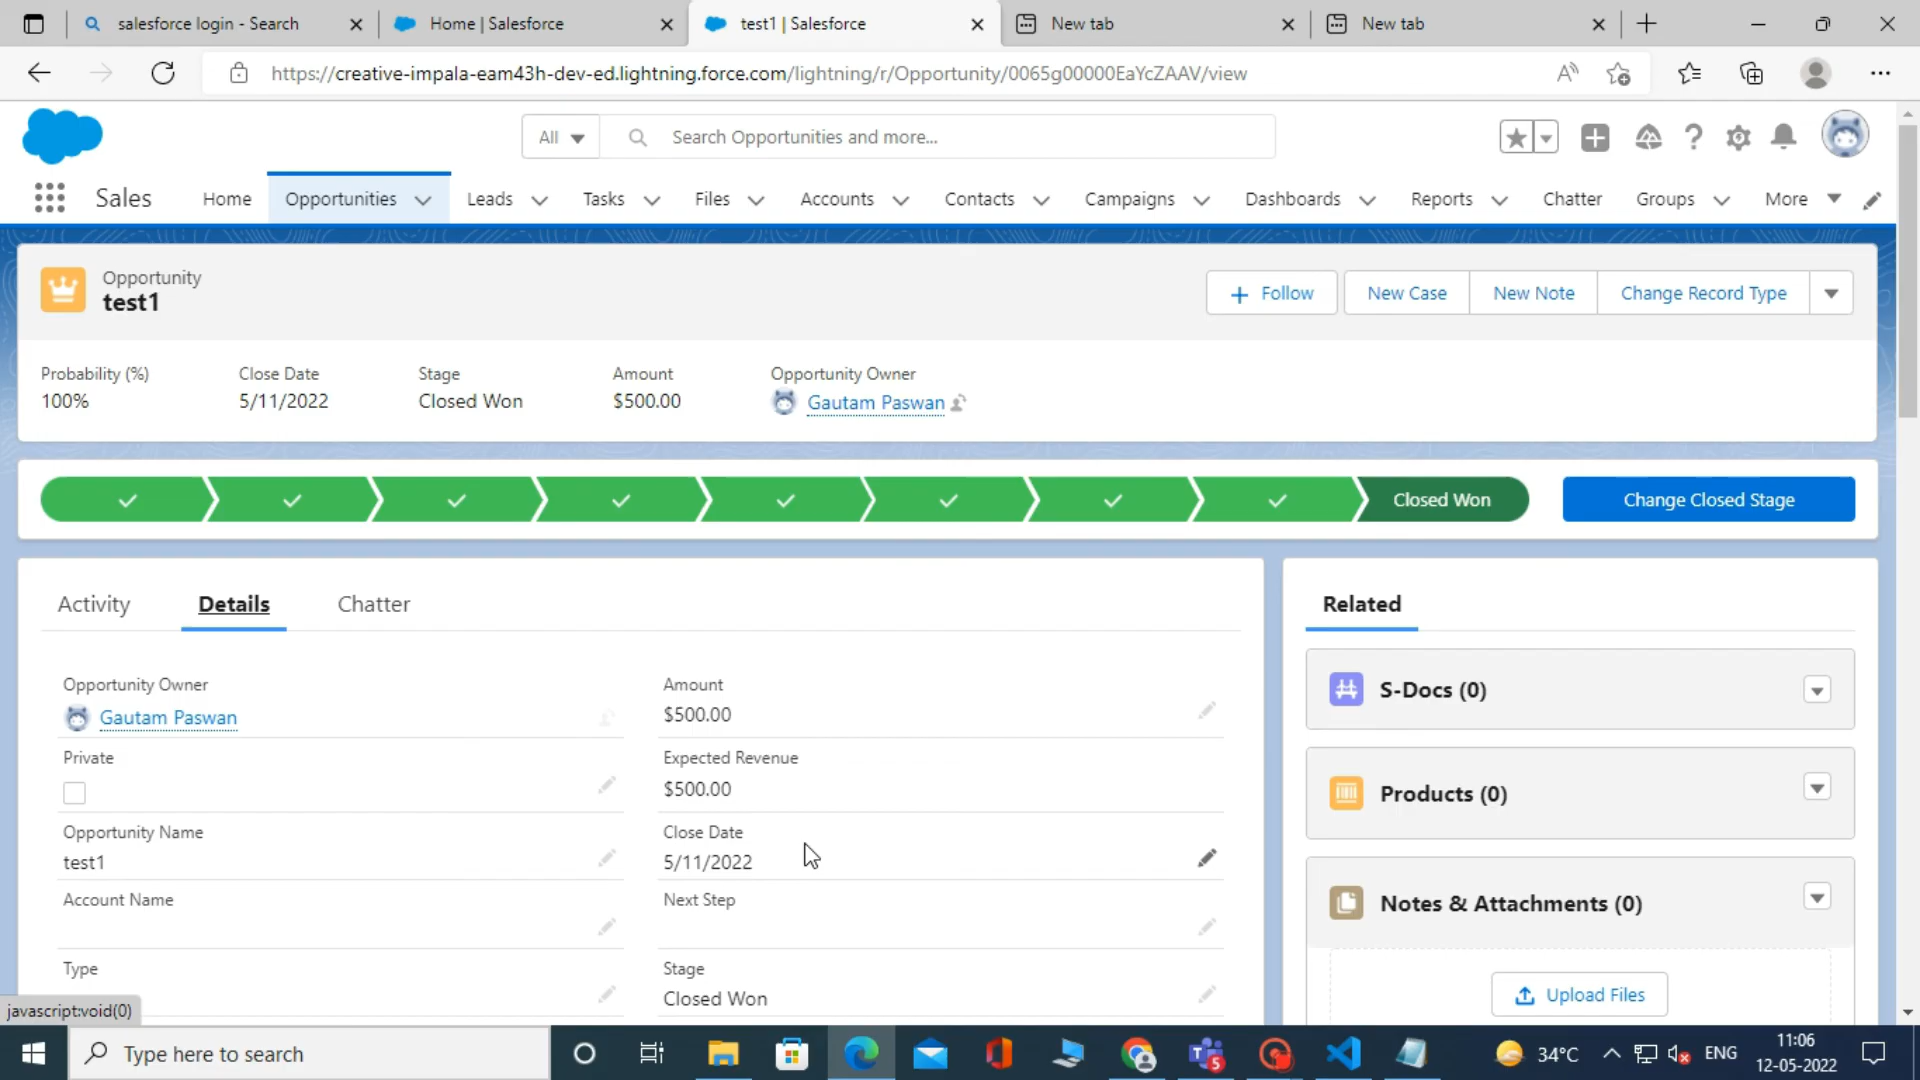 salesforce login - Search
Home | Salesforce
test1 | Salesforce
New tab
New tab
https://creative-impala-eam43h-dev-ed.lightning.force.com/lightning/r/Opportunity/0065g00000EaYcZAAV/view
All
Search Opportunities and more...
Sales
Home
Opportunities
Leads
Tasks
Files
Accounts
Contacts
Campaigns
Dashboards
Reports
Chatter
Groups
More
Opportunity
test1
Follow
New Case
New Note
Change Record Type
Probability (%)
100%
Close Date
5/11/2022
Stage
Closed Won
Amount
$500.00
Opportunity Owner
Gautam Paswan
Closed Won
Change Closed Stage
Activity
Details
Chatter
Opportunity Owner
Gautam Paswan
Amount
$500.00
Private
Expected Revenue
$500.00
Opportunity Name
test1
Close Date
5/11/2022
Account Name
Next Step
Type
Stage
Closed Won
Related
S-Docs (0)
Products (0)
Notes & Attachments (0)
Upload Files
javascript:void(0)
Type here to search
5
34°C
ENG
11:06
12-05-2022